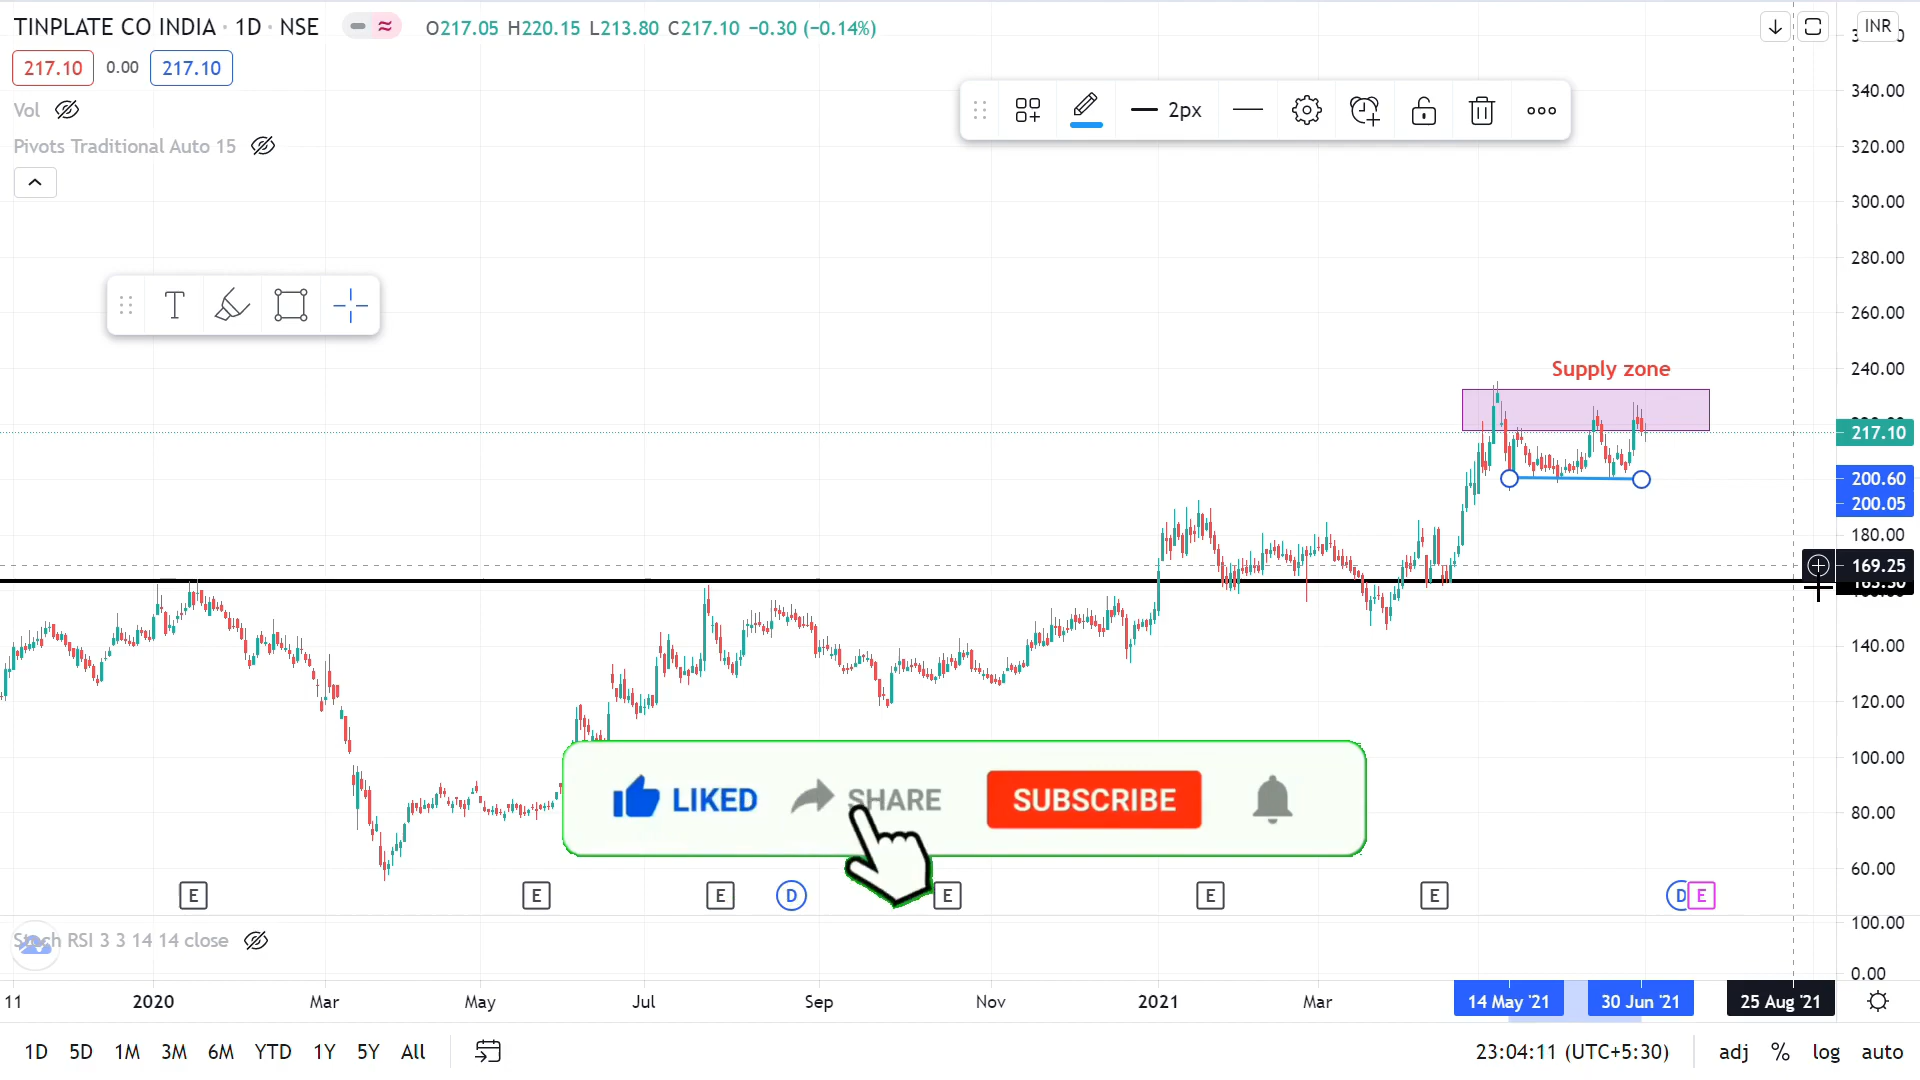 TINPLATE CO INDIA · 1D · NSE
O217.05 H220.15 L213.80 C217.10 −0.30 (−0.14%)
INR
217.10 0.00 217.10
Vol
Pivots Traditional Auto 15
2px
T
340.00
320.00
300.00
280.00
260.00
240.00
Supply zone
217.10
200.60
200.05
180.00
169.25
140.00
120.00
100.00
80.00
60.00
LIKED SHARE SUBSCRIBE
E E E D E E E D E
Stoch RSI 3 3 14 14 close
100.00
0.00
11 2020 Mar May Jul Sep Nov 2021 Mar 14 May '21 30 Jun '21 25 Aug '21
1D 5D 1M 3M 6M YTD 1Y 5Y All
23:04:11 (UTC+5:30) adj % log auto